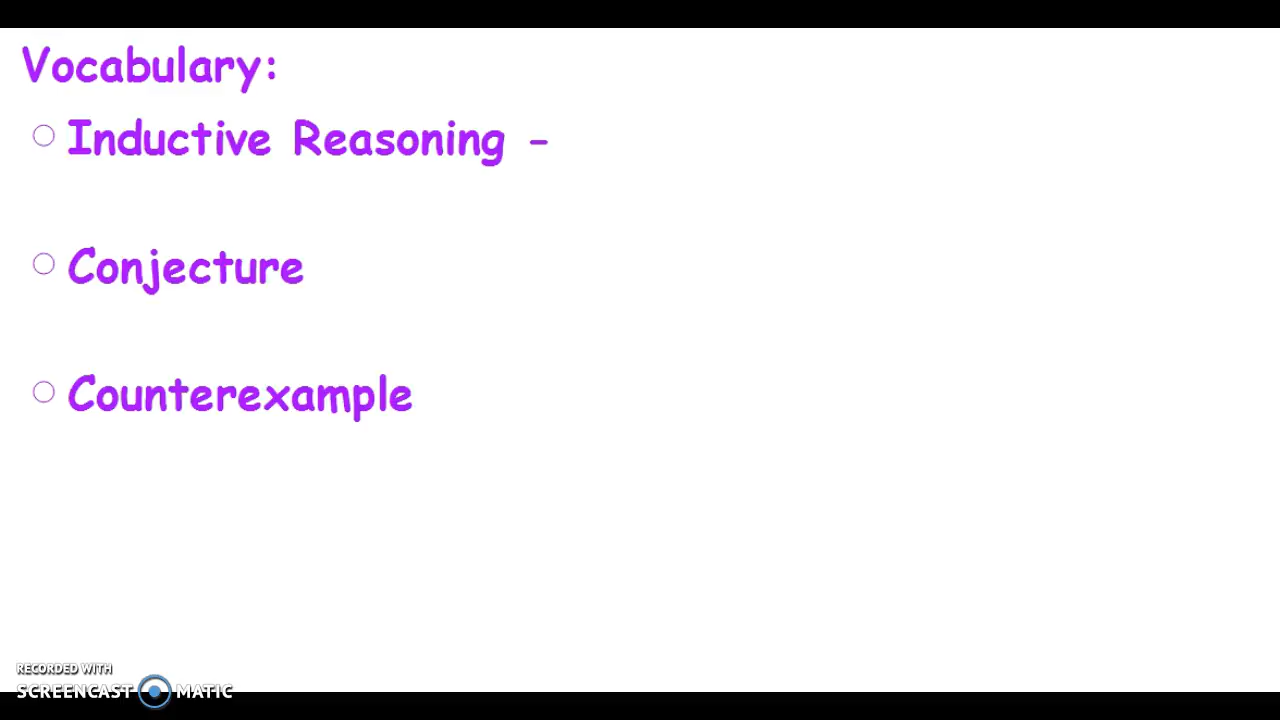 Vocabulary:
Inductive Reasoning -
Conjecture
Counterexample
RECORDED WITH
SCREENCAST MATIC